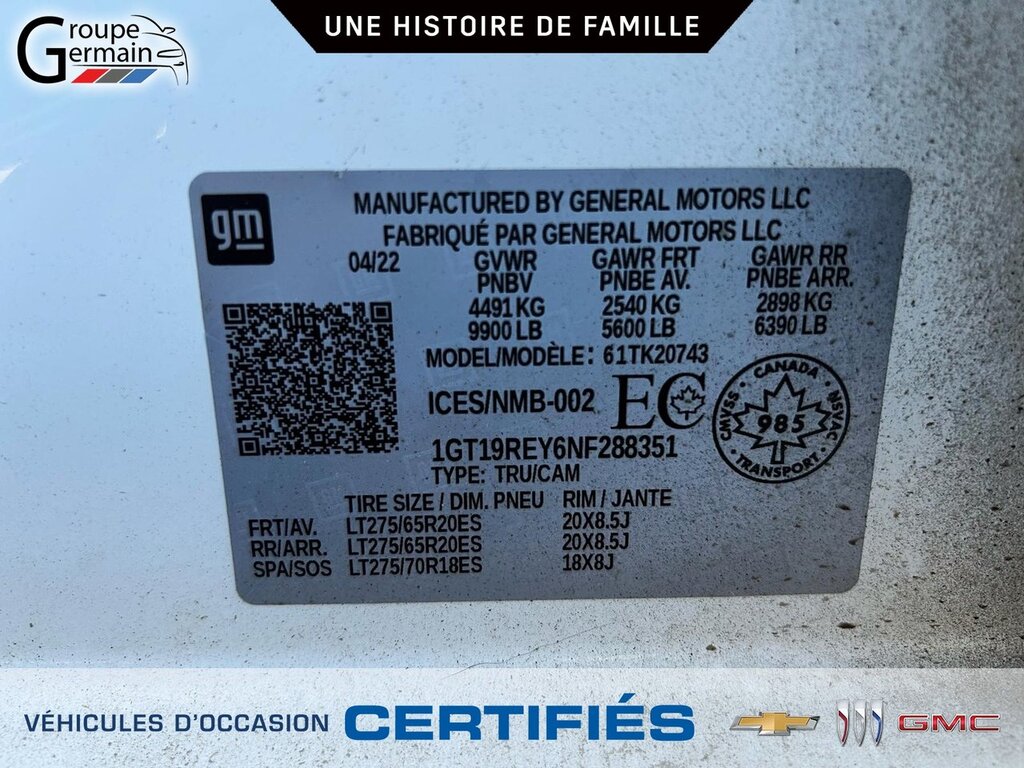 Groupe
Germain
UNE HISTOIRE DE FAMILLE
gm
MANUFACTURED BY GENERAL MOTORS LLC
FABRIQUÉ PAR GENERAL MOTORS LLC
04/22
GVWR GAWR FRT GAWR RR
PNBV PNBE AV. PNBE ARR.
4491 KG 2540 KG 2898 KG
9900 LB 5600 LB 6390 LB
MODEL/MODÈLE: 61TK20743
ICES/NMB-002 EC
CANADA
CMVSS 985 NSVAC
TRANSPORT
1GT19REY6NF288351
TYPE: TRU/CAM
TIRE SIZE / DIM. PNEU RIM / JANTE
FRT/AV. LT275/65R20ES 20X8.5J
RR/ARR. LT275/65R20ES 20X8.5J
SPA/SOS LT275/70R18ES 18X8J
VÉHICULES D'OCCASION CERTIFIÉS
GMC